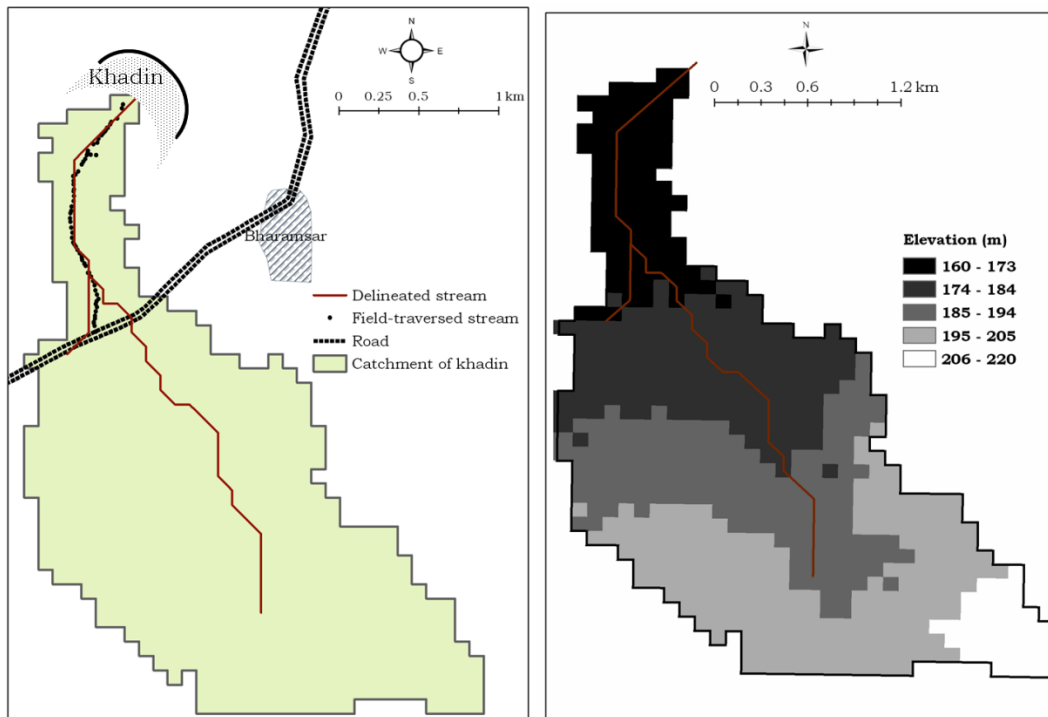 Khadin
N
W E
S
0 0.25 0.5 1 km
Bharamsar
Delineated stream
Field-traversed stream
Road
Catchment of khadin
N
0 0.3 0.6 1.2 km
Elevation (m)
160 - 173
174 - 184
185 - 194
195 - 205
206 - 220